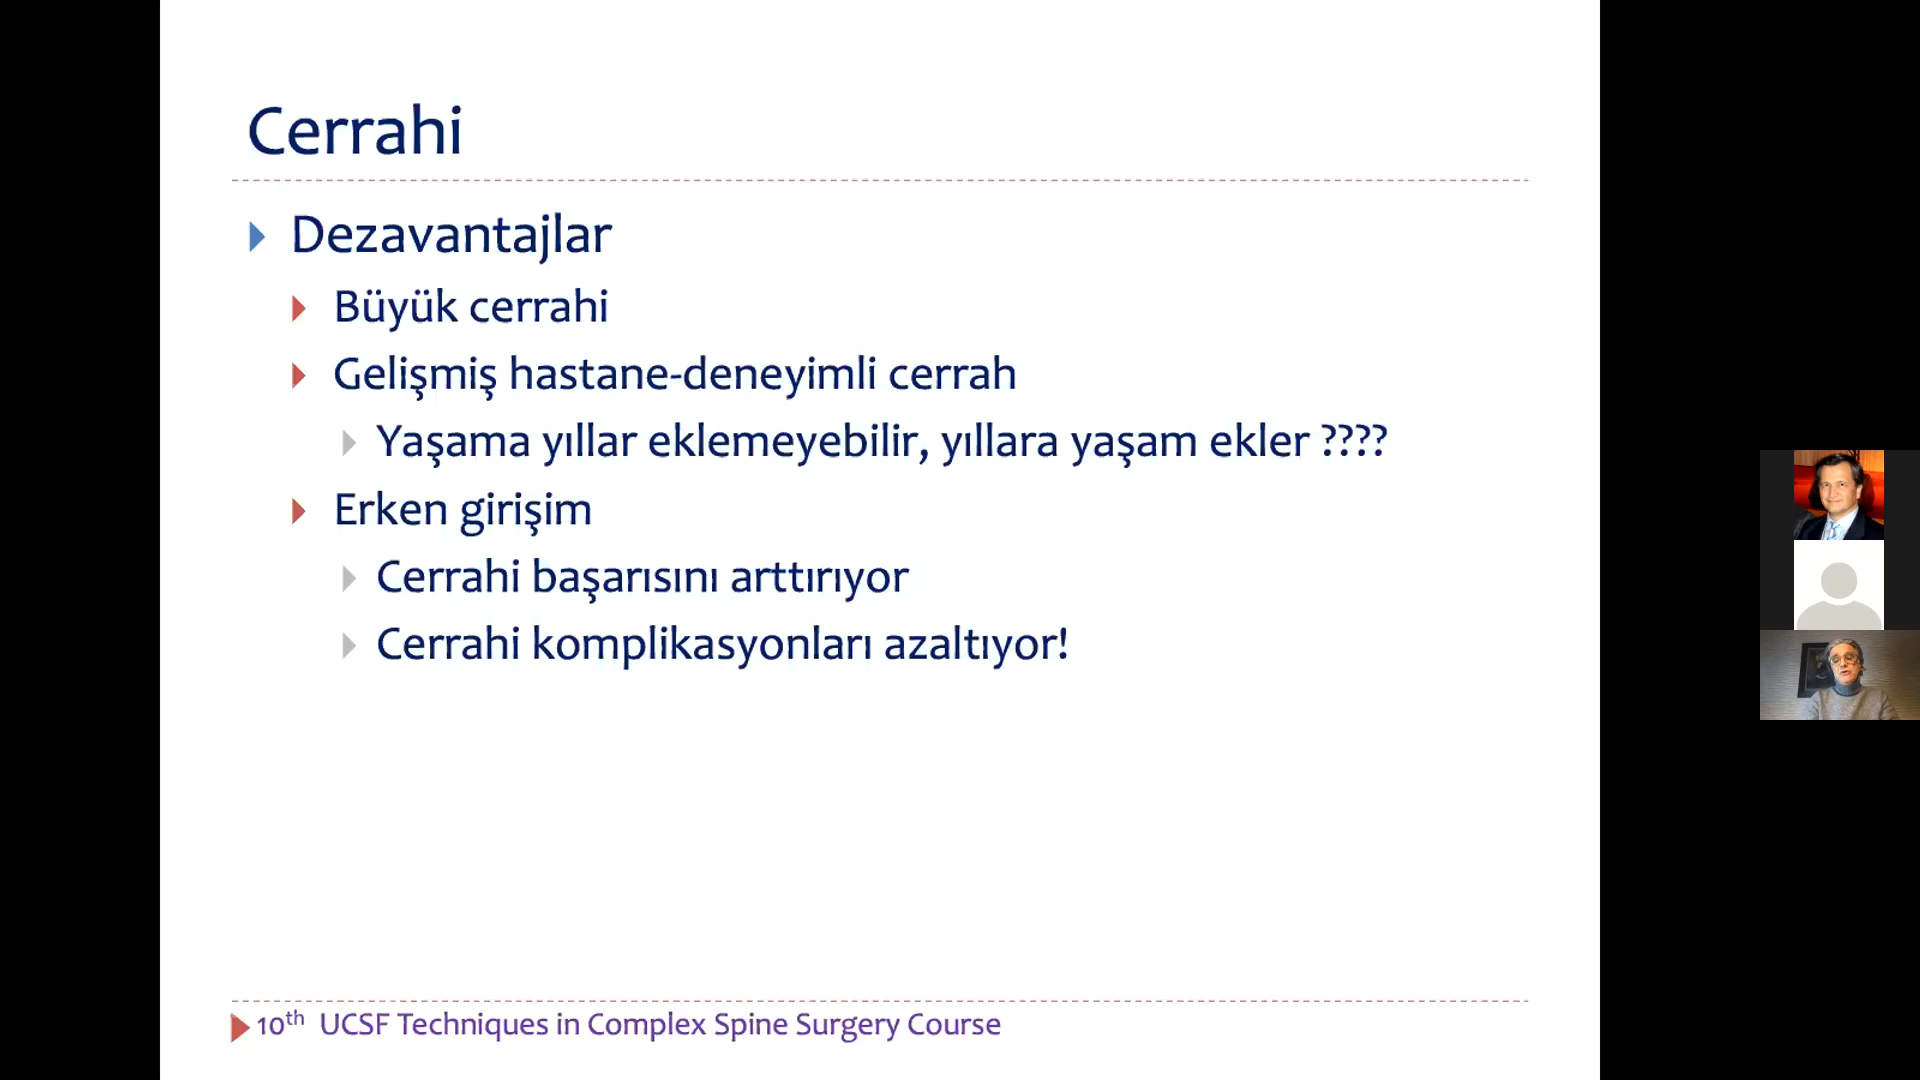 Cerrahi
Dezavantajlar
Büyük cerrahi
Gelişmiş hastane-deneyimli cerrah
Yaşama yıllar eklemeyebilir, yıllara yaşam ekler ????
Erken girişim
Cerrahi başarısını arttırıyor
Cerrahi komplikasyonları azaltıyor!
10th UCSF Techniques in Complex Spine Surgery Course